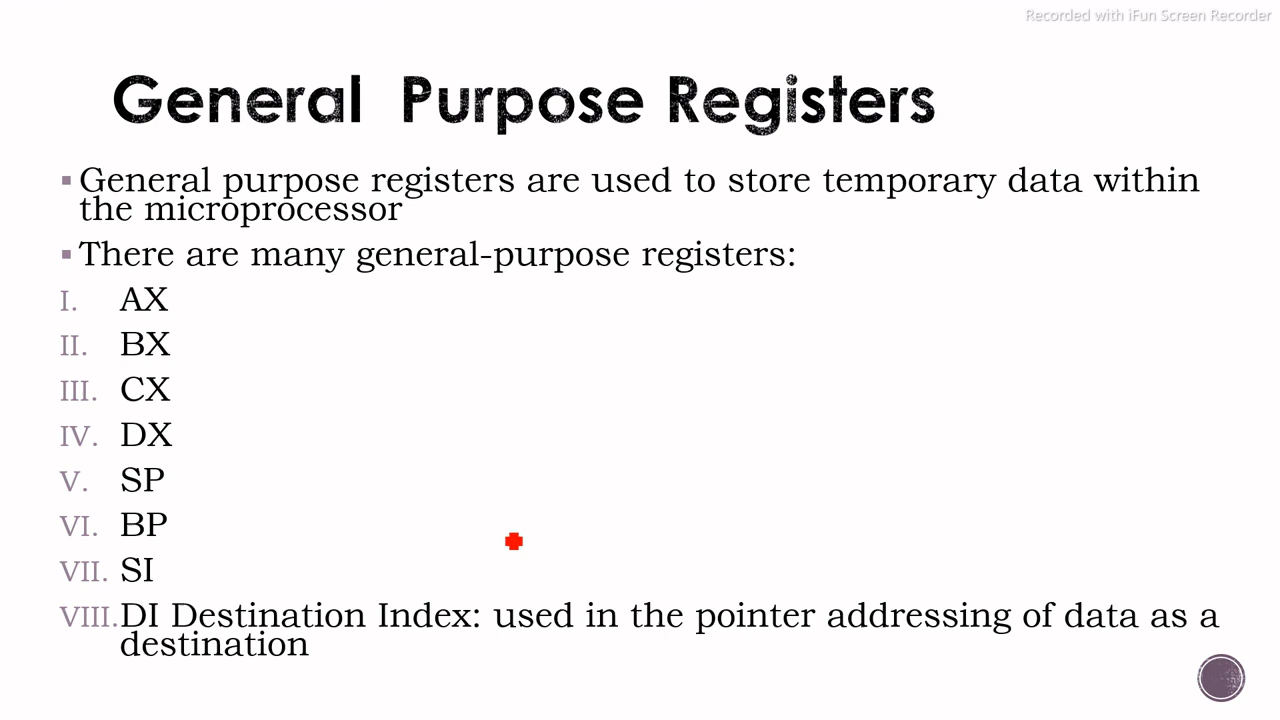 Recorded with iFun Screen Recorder
General Purpose Registers
▪ General purpose registers are used to store temporary data within
the microprocessor
▪ There are many general-purpose registers:
I. AX
II. BX
III. CX
IV. DX
V. SP
VI. BP
VII. SI
VIII. DI Destination Index: used in the pointer addressing of data as a
destination